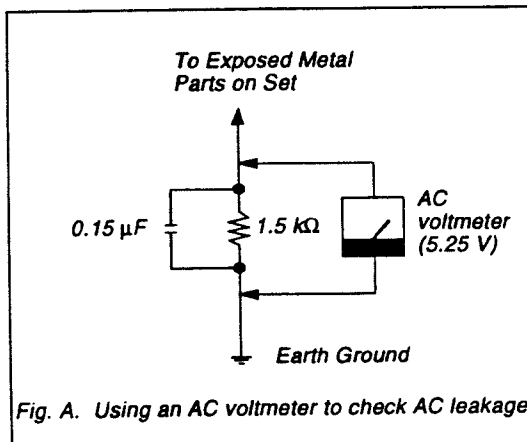 To Exposed Metal
Parts on Set
0.15 µF
1.5 kΩ
AC
voltmeter
(5.25 V)
Earth Ground
Fig. A. Using an AC voltmeter to check AC leakage